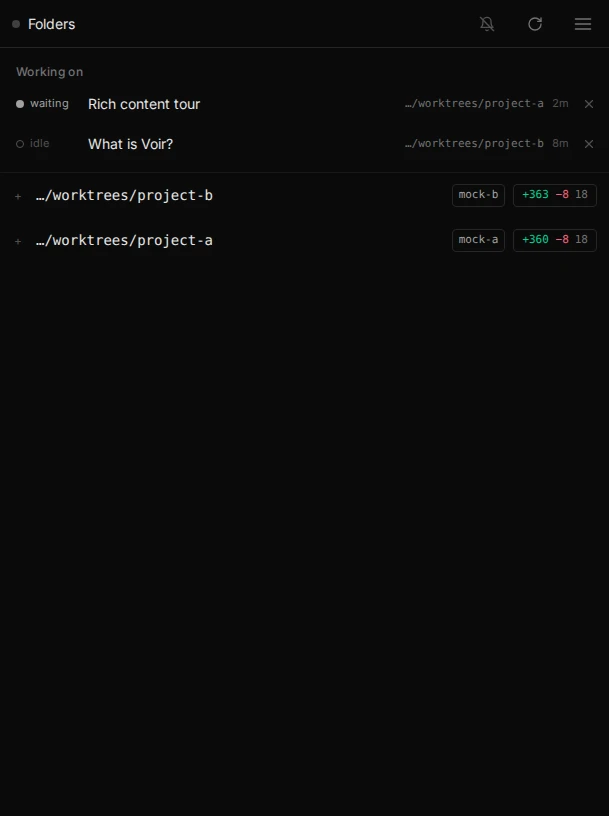 Folders
Working on
waiting Rich content tour …/worktrees/project-a 2m
idle What is Voir? …/worktrees/project-b 8m
+ …/worktrees/project-b mock-b +363 −8 18
+ …/worktrees/project-a mock-a +360 −8 18